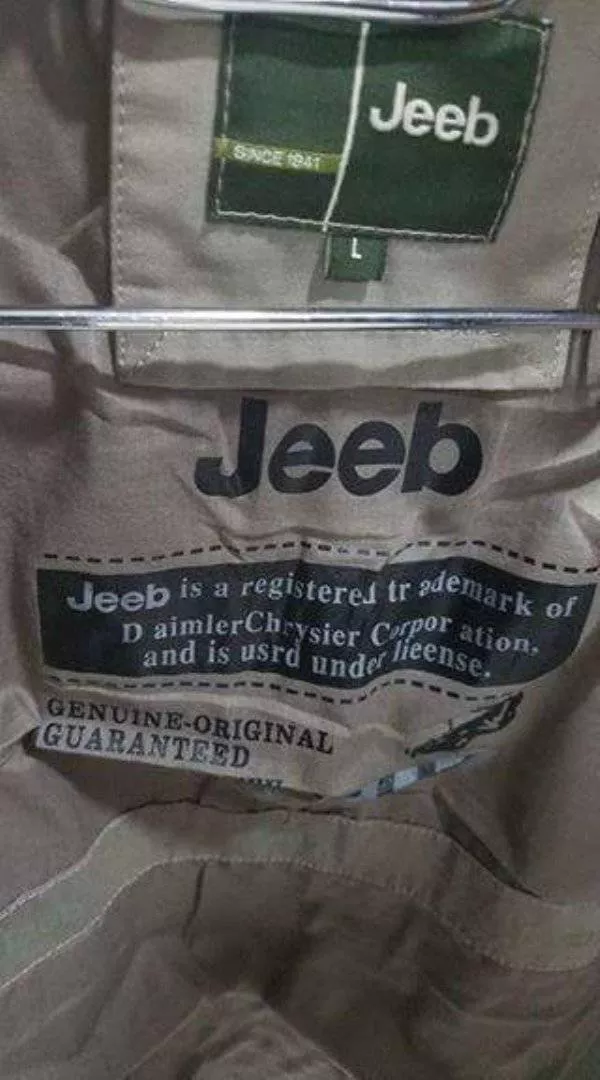 Jeeb
SINCE 1941
L
Jeeb
Jeeb is a registered tr ademark of
D aimlerChrysier Corpor ation,
and is usrd under lieense.
GENUINE-ORIGINAL
GUARANTEED